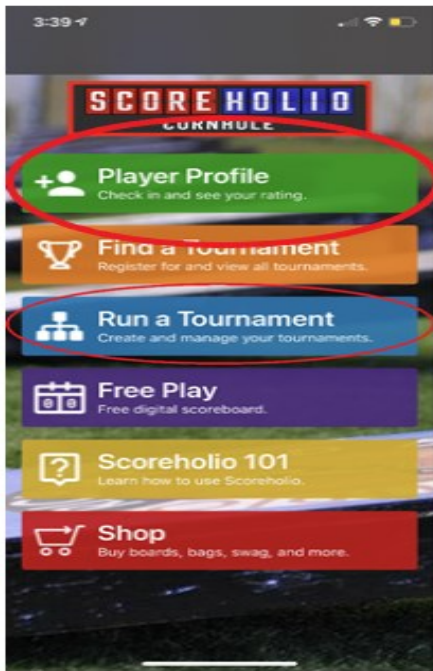 3:39
SCOREHOLIO
CORNHOLE
Player Profile
Check in and see your rating.
Find a Tournament
Register for and view all tournaments.
Run a Tournament
Create and manage your tournaments.
Free Play
Free digital scoreboard.
Scoreholio 101
Learn how to use Scoreholio.
Shop
Buy boards, bags, swag, and more.